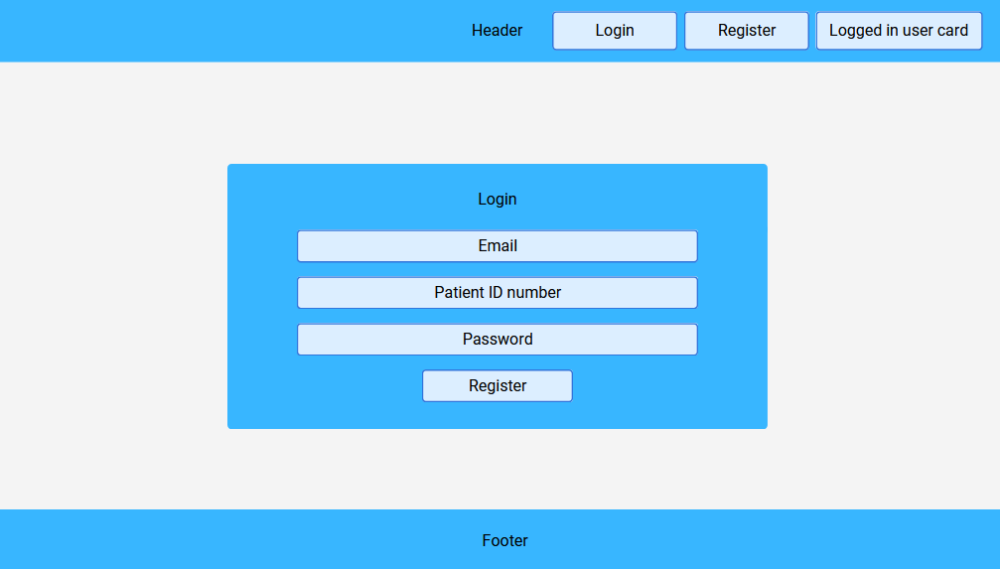 Header Login Register Logged in user card
Login
Email
Patient ID number
Password
Register
Footer